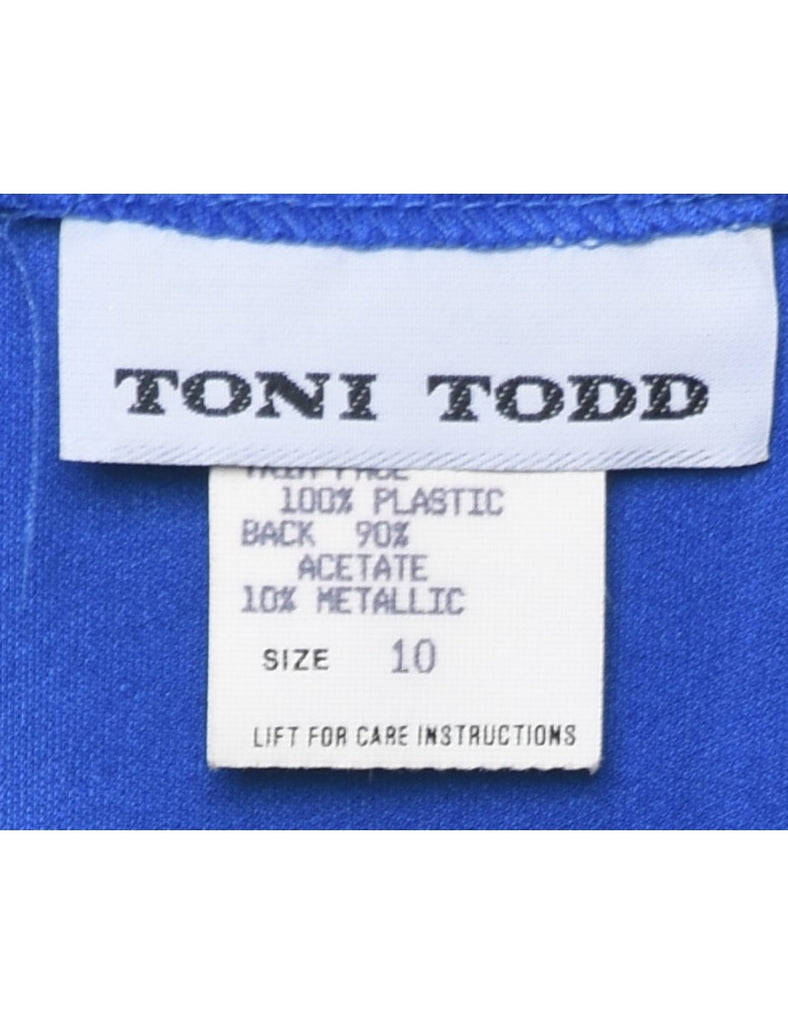 TONI TODD
100% PLASTIC
BACK 90%
ACETATE
10% METALLIC
SIZE 10
LIFT FOR CARE INSTRUCTIONS